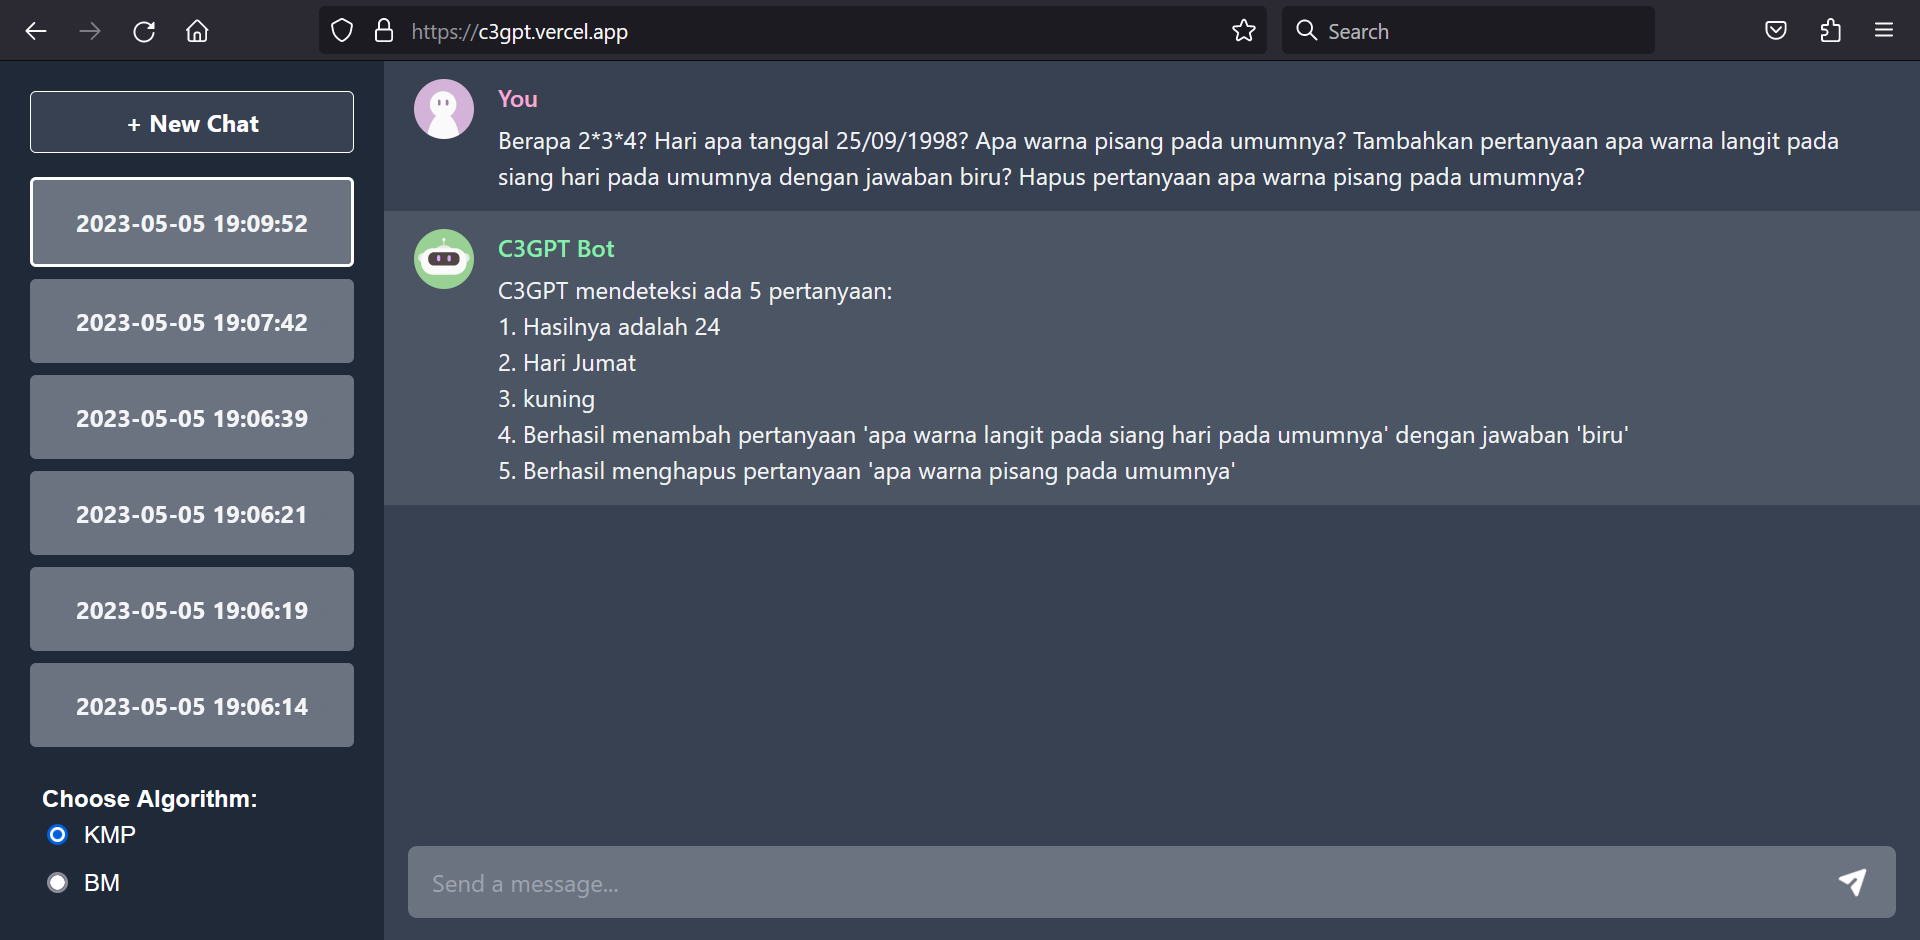 https://c3gpt.vercel.app
Search
+ New Chat
2023-05-05 19:09:52
2023-05-05 19:07:42
2023-05-05 19:06:39
2023-05-05 19:06:21
2023-05-05 19:06:19
2023-05-05 19:06:14
Choose Algorithm:
KMP
BM
You
Berapa 2*3*4? Hari apa tanggal 25/09/1998? Apa warna pisang pada umumnya? Tambahkan pertanyaan apa warna langit pada
siang hari pada umumnya dengan jawaban biru? Hapus pertanyaan apa warna pisang pada umumnya?
C3GPT Bot
C3GPT mendeteksi ada 5 pertanyaan:
1. Hasilnya adalah 24
2. Hari Jumat
3. kuning
4. Berhasil menambah pertanyaan 'apa warna langit pada siang hari pada umumnya' dengan jawaban 'biru'
5. Berhasil menghapus pertanyaan 'apa warna pisang pada umumnya'
Send a message...